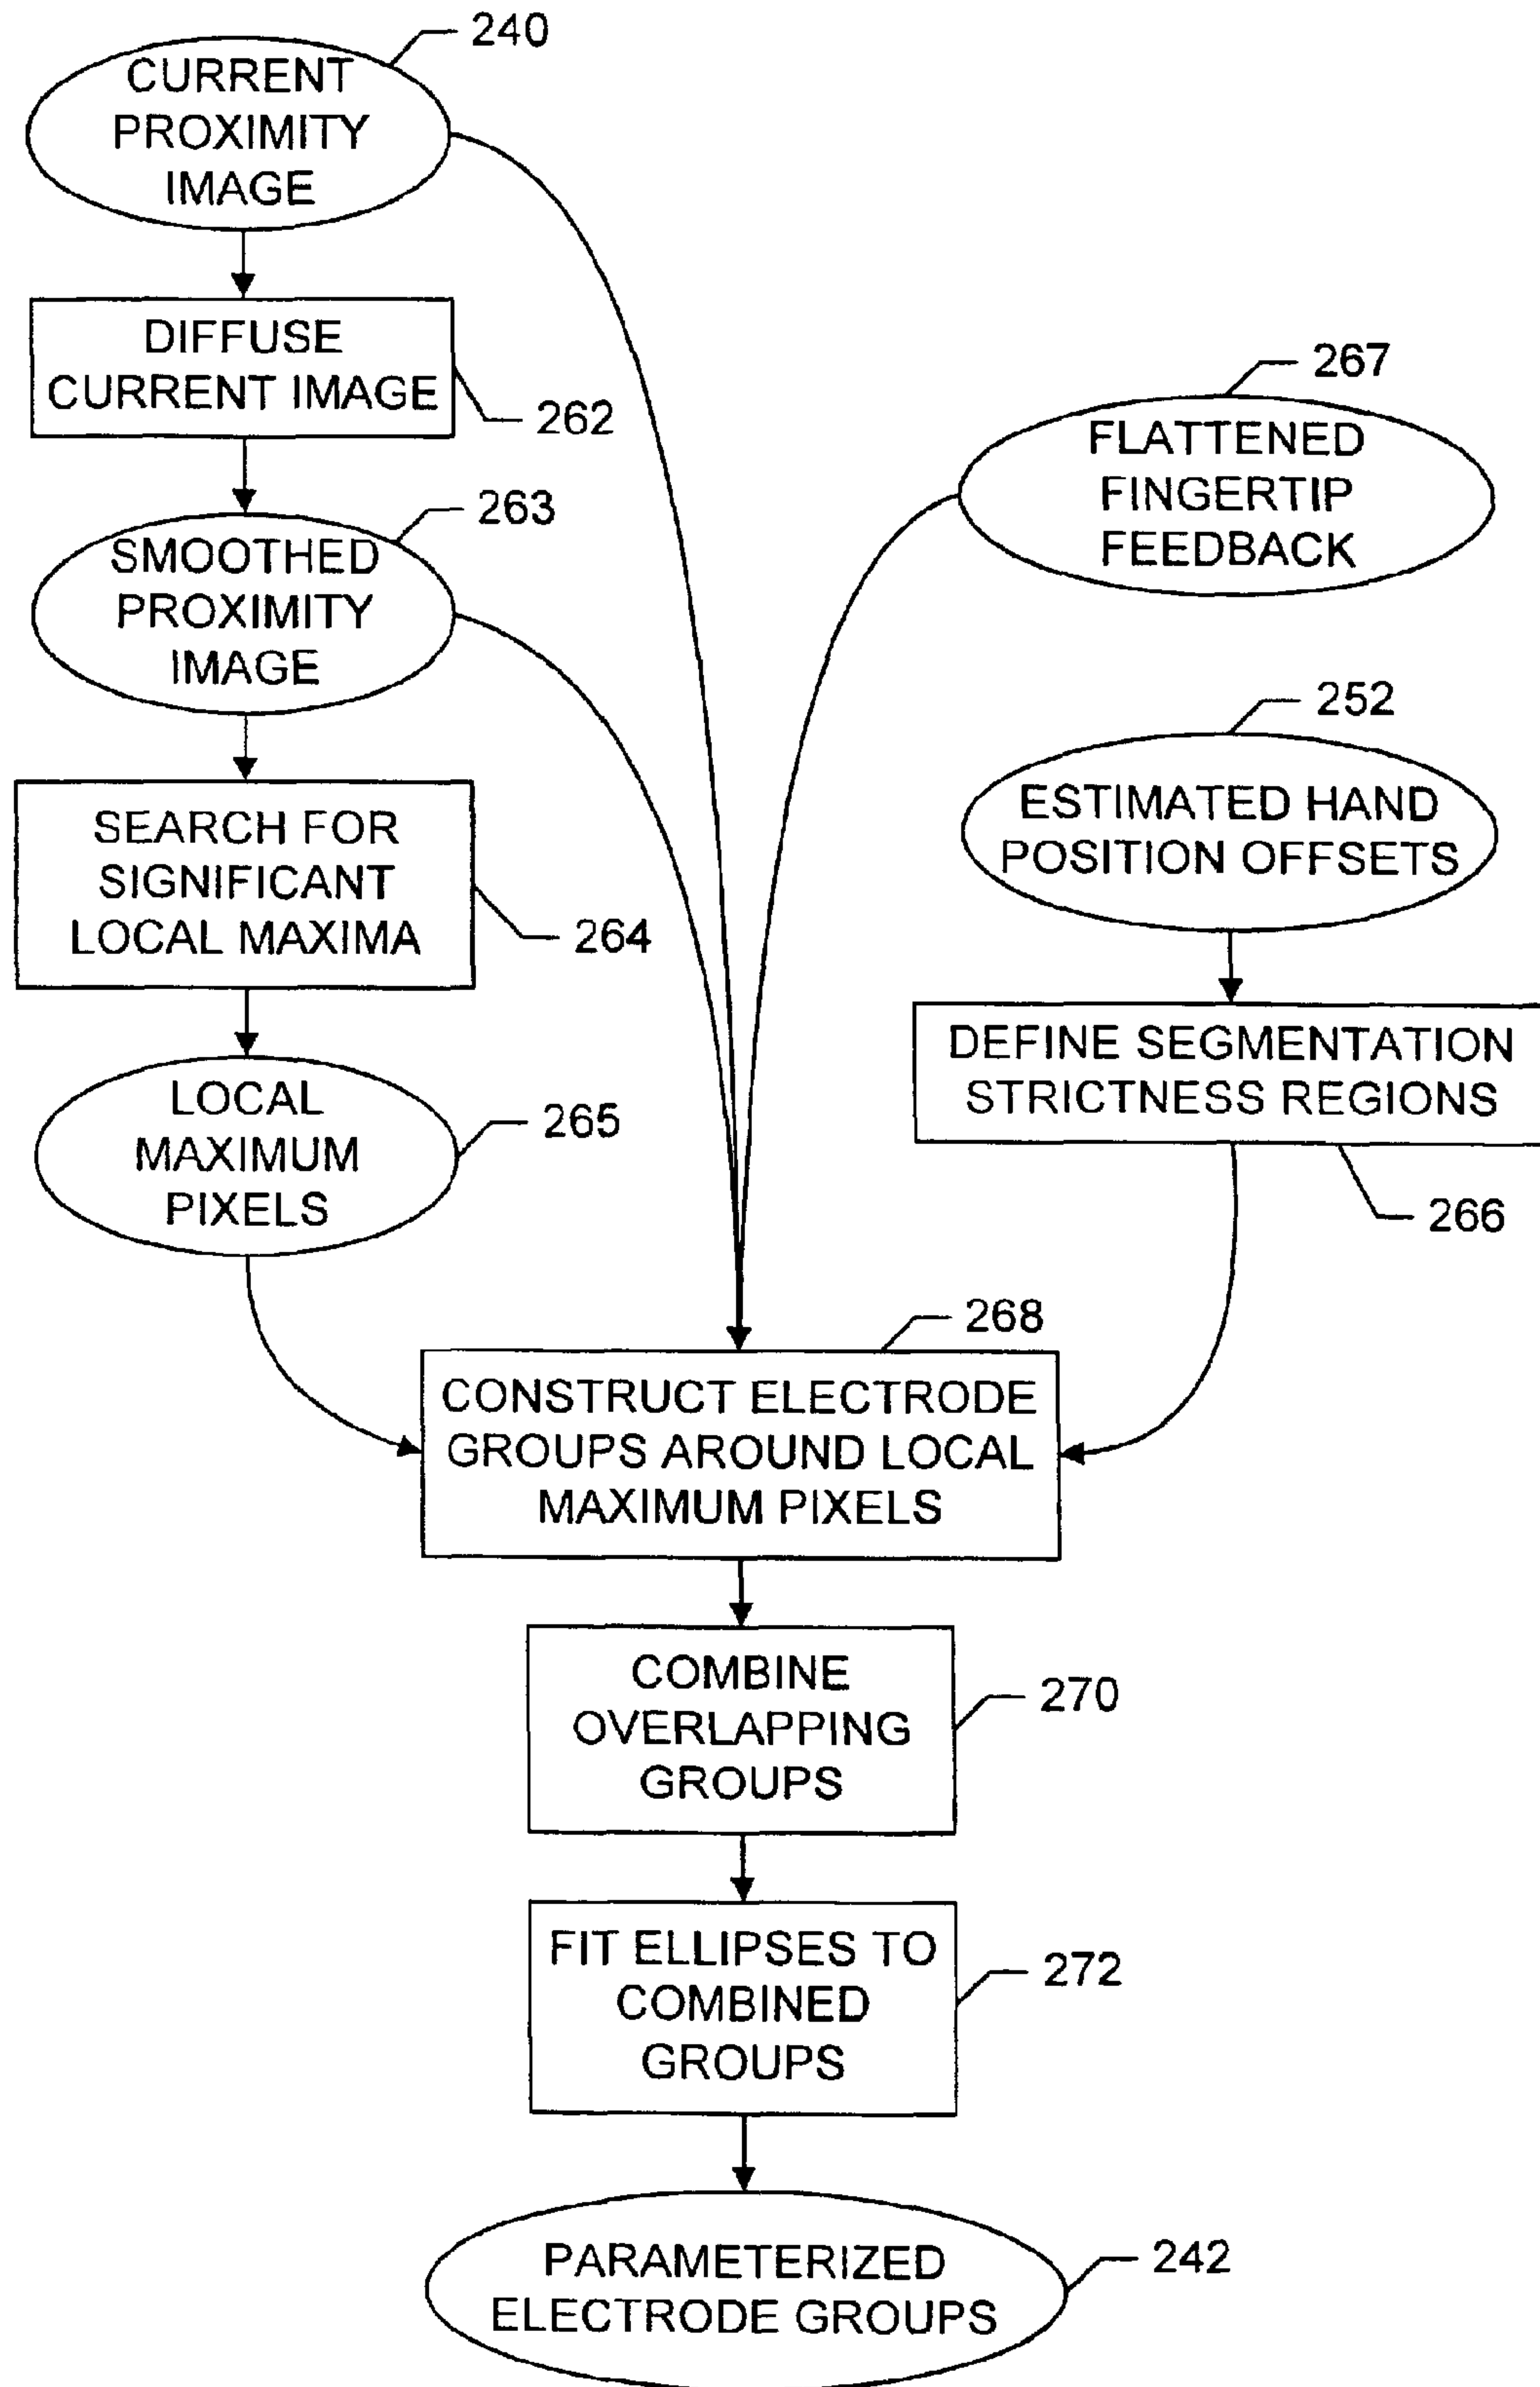 240
CURRENT
PROXIMITY
IMAGE
DIFFUSE
CURRENT IMAGE
262
267
FLATTENED
FINGERTIP
FEEDBACK
263
SMOOTHED
PROXIMITY
IMAGE
252
ESTIMATED HAND
POSITION OFFSETS
SEARCH FOR
SIGNIFICANT
LOCAL MAXIMA
264
DEFINE SEGMENTATION
STRICTNESS REGIONS
266
LOCAL
MAXIMUM
PIXELS
265
268
CONSTRUCT ELECTRODE
GROUPS AROUND LOCAL
MAXIMUM PIXELS
COMBINE
OVERLAPPING
GROUPS
270
FIT ELLIPSES TO
COMBINED
GROUPS
272
PARAMETERIZED
ELECTRODE GROUPS
242